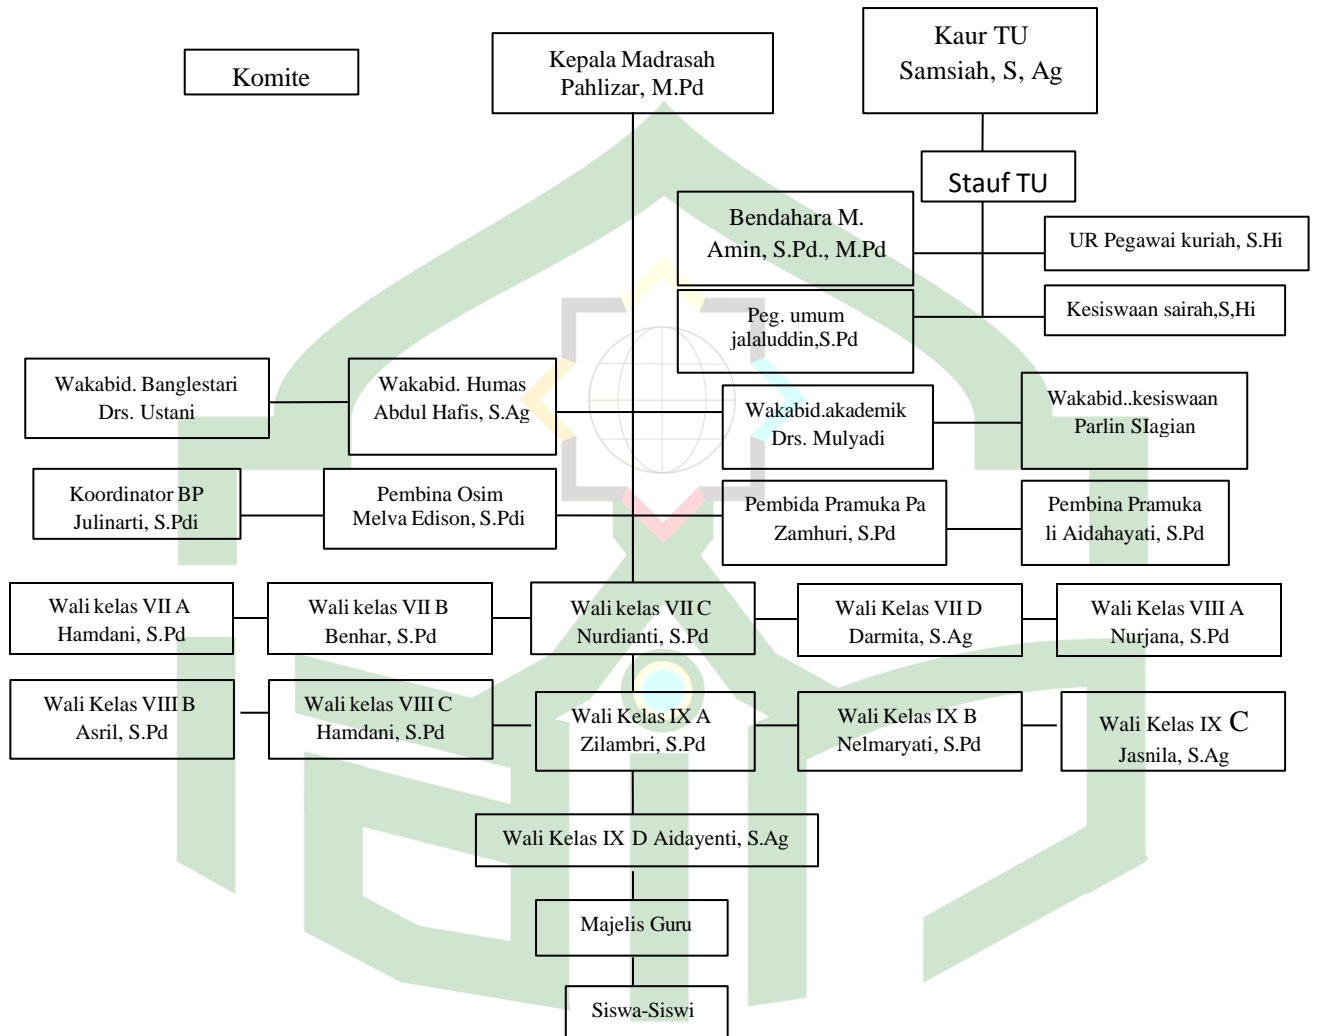 Komite
Kepala Madrasah
Pahlizar, M.Pd
Kaur TU
Samsiah, S, Ag
Stauf TU
Bendahara M.
Amin, S.Pd., M.Pd
UR Pegawai kuriah, S.Hi
Peg. umum
jalaluddin,S.Pd
Kesiswaan sairah,S,Hi
Wakabid. Banglestari
Drs. Ustani
Wakabid. Humas
Abdul Hafis, S.Ag
Wakabid.akademik
Drs. Mulyadi
Wakabid..kesiswaan
Parlin SIagian
Koordinator BP
Julinarti, S.Pdi
Pembina Osim
Melva Edison, S.Pdi
Pembida Pramuka Pa
Zamhuri, S.Pd
Pembina Pramuka
li Aidahayati, S.Pd
Wali kelas VII A
Hamdani, S.Pd
Wali kelas VII B
Benhar, S.Pd
Wali kelas VII C
Nurdianti, S.Pd
Wali Kelas VII D
Darmita, S.Ag
Wali Kelas VIII A
Nurjana, S.Pd
Wali Kelas VIII B
Asril, S.Pd
Wali kelas VIII C
Hamdani, S.Pd
Wali Kelas IX A
Zilambri, S.Pd
Wali Kelas IX B
Nelmaryati, S.Pd
Wali Kelas IX C
Jasnila, S.Ag
Wali Kelas IX D Aidayenti, S.Ag
Majelis Guru
Siswa-Siswi